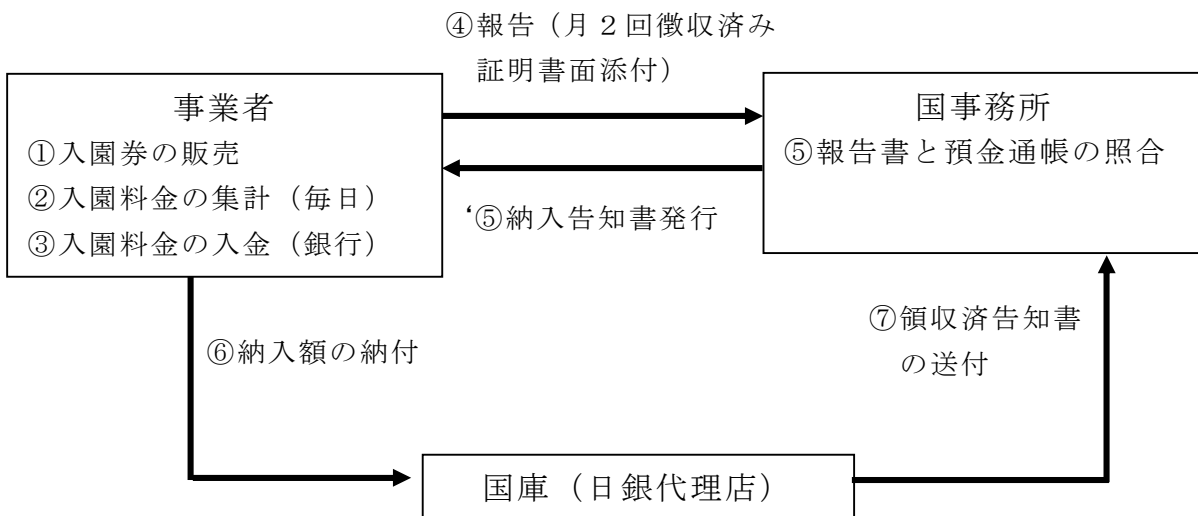 ④報告（月２回徴収済み
証明書面添付）
事業者
①入園券の販売
②入園料金の集計（毎日）
③入園料金の入金（銀行）
国事務所
⑤報告書と預金通帳の照合
‘⑤納入告知書発行
⑥納入額の納付
⑦領収済告知書
の送付
国庫（日銀代理店）